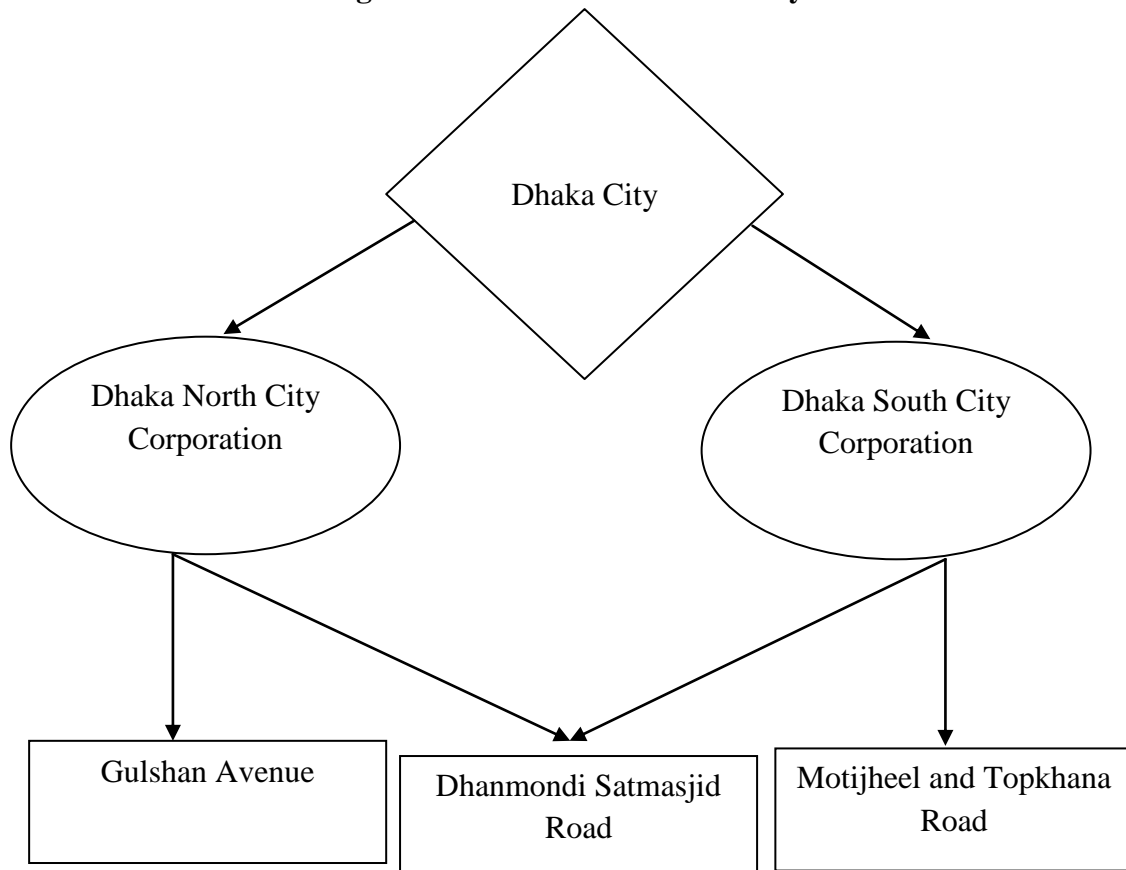 Dhaka City
Dhaka North City
Corporation
Dhaka South City
Corporation
Gulshan Avenue
Dhanmondi Satmasjid
Road
Motijheel and Topkhana
Road